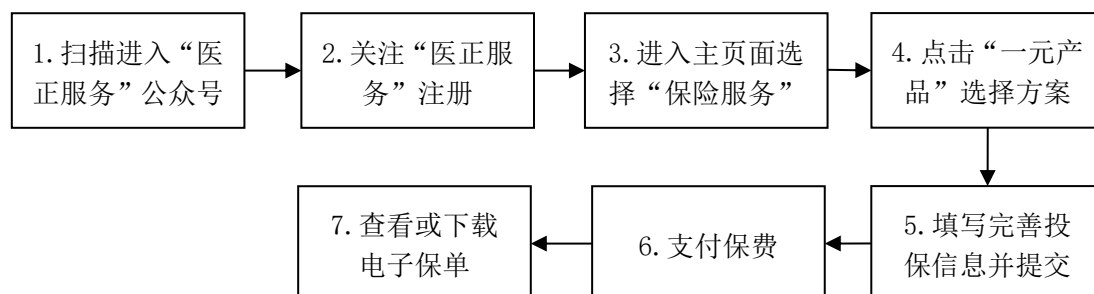 1.扫描进入“医
正服务”公众号
2.关注“医正服
务”注册
3.进入主页面选
择“保险服务”
4.点击“一元产
品”选择方案
5.填写完善投
保信息并提交
6.支付保费
7.查看或下载
电子保单